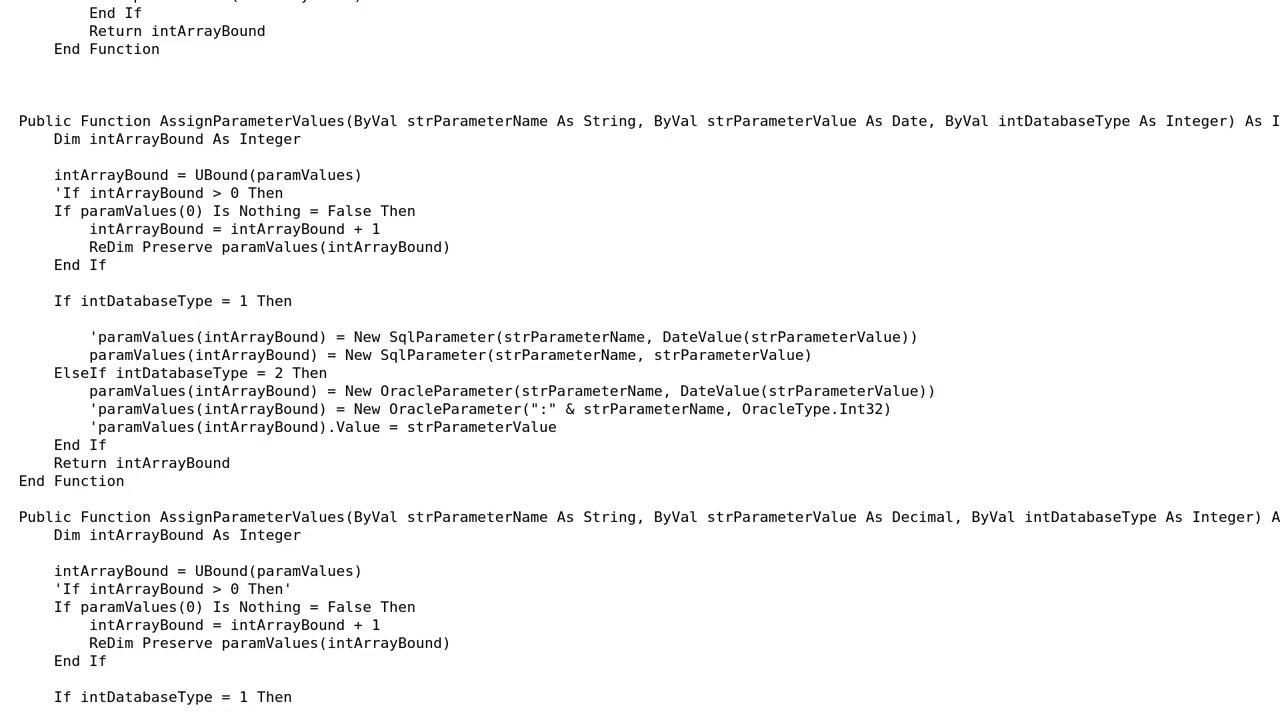 End If
Return intArrayBound
End Function
Public Function AssignParameterValues(ByVal strParameterName As String, ByVal strParameterValue As Date, ByVal intDatabaseType As Integer) As I
Dim intArrayBound As Integer
intArrayBound = UBound(paramValues)
'If intArrayBound > 0 Then
If paramValues(0) Is Nothing = False Then
intArrayBound = intArrayBound + 1
ReDim Preserve paramValues(intArrayBound)
End If
If intDatabaseType = 1 Then
'paramValues(intArrayBound) = New SqlParameter(strParameterName, DateValue(strParameterValue))
paramValues(intArrayBound) = New SqlParameter(strParameterName, strParameterValue)
ElseIf intDatabaseType = 2 Then
paramValues(intArrayBound) = New OracleParameter(strParameterName, DateValue(strParameterValue))
'paramValues(intArrayBound) = New OracleParameter(":" & strParameterName, OracleType.Int32)
'paramValues(intArrayBound).Value = strParameterValue
End If
Return intArrayBound
End Function
Public Function AssignParameterValues(ByVal strParameterName As String, ByVal strParameterValue As Decimal, ByVal intDatabaseType As Integer) A
Dim intArrayBound As Integer
intArrayBound = UBound(paramValues)
'If intArrayBound > 0 Then'
If paramValues(0) Is Nothing = False Then
intArrayBound = intArrayBound + 1
ReDim Preserve paramValues(intArrayBound)
End If
If intDatabaseType = 1 Then